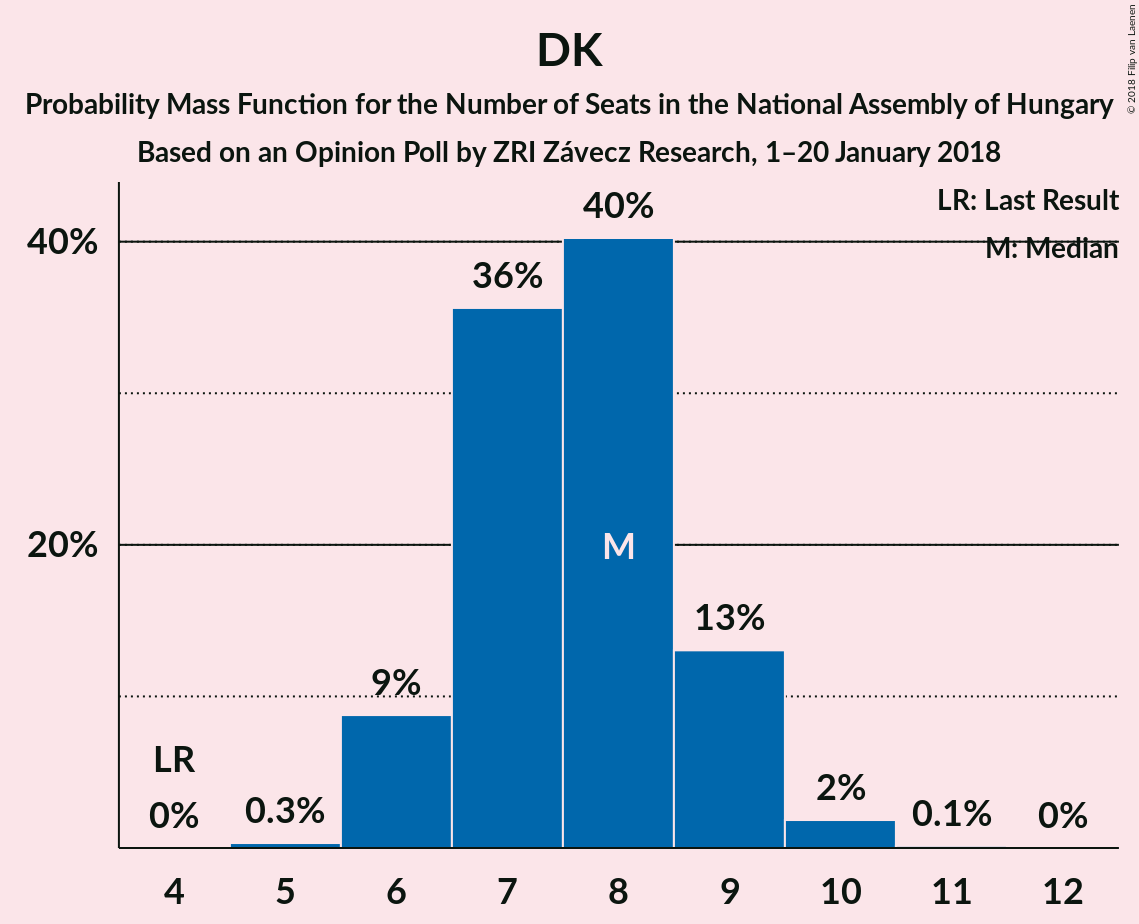 © 2018 Filip van Laenen
DK
Probability Mass Function for the Number of Seats in the National Assembly of Hungary
Based on an Opinion Poll by ZRI Závecz Research, 1–20 January 2018
LR: Last Result
M: Median
40%
20%
LR
0%
0.3%
9%
36%
40%
M
13%
2%
0.1%
0%
4 5 6 7 8 9 10 11 12